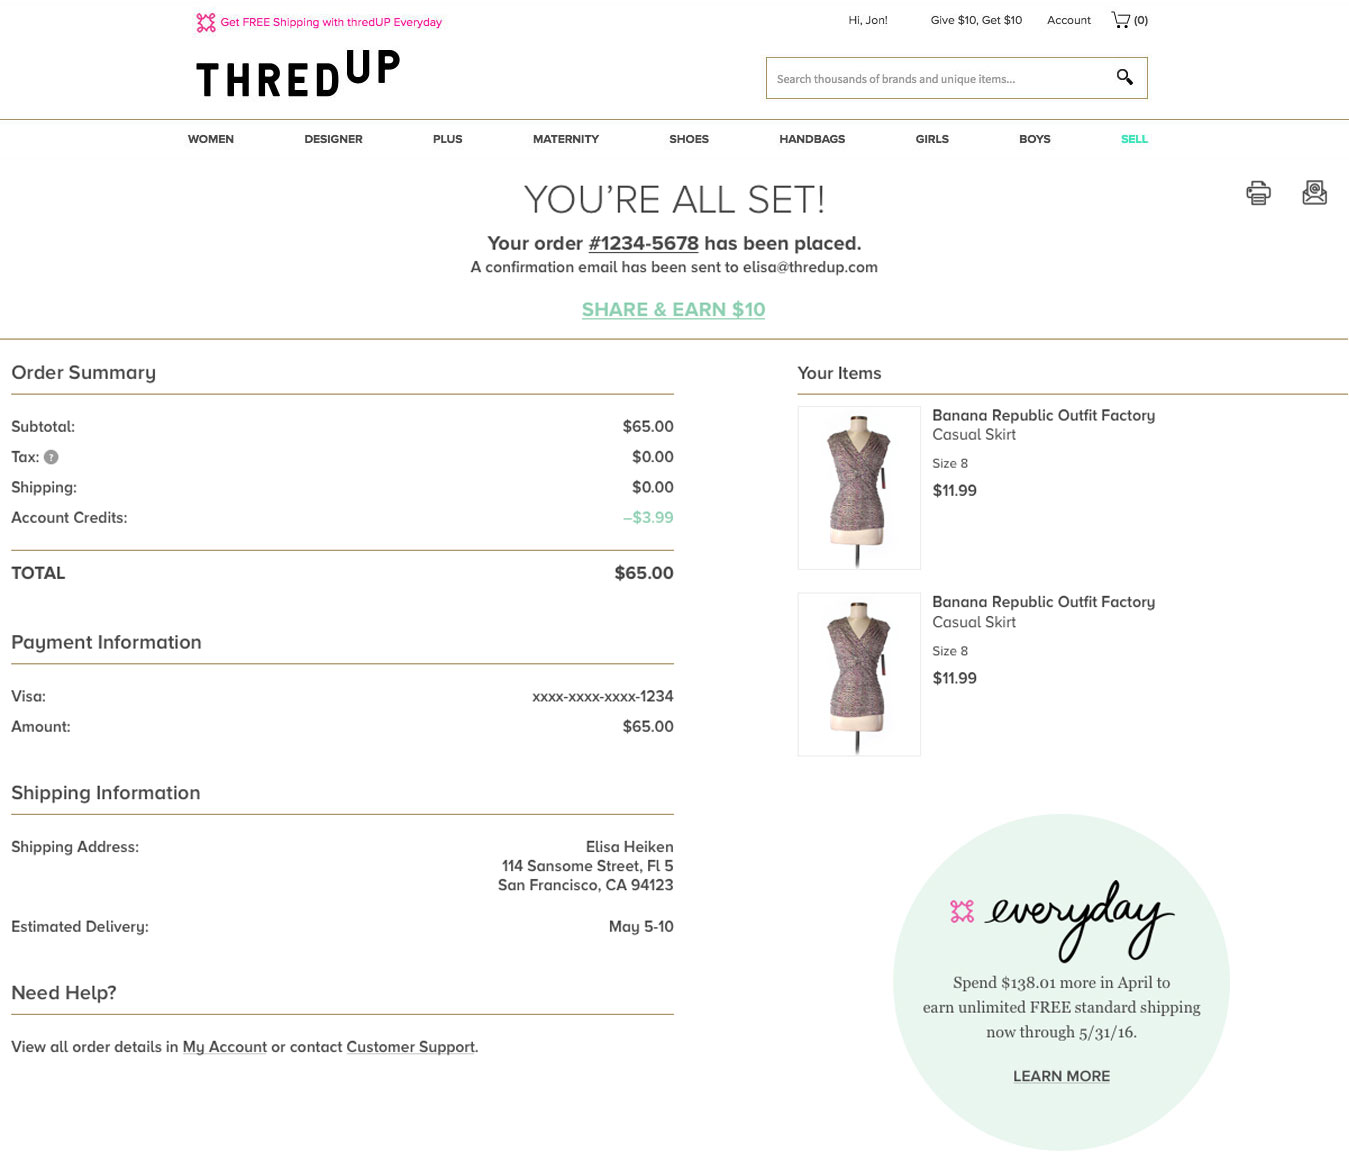 Get FREE Shipping with thredUP Everyday
Hi, Jon!
Give $10, Get $10
Account
(0)
THREDUP
Search thousands of brands and unique items...
WOMEN
DESIGNER
PLUS
MATERNITY
SHOES
HANDBAGS
GIRLS
BOYS
SELL
YOU'RE ALL SET!
Your order #1234-5678 has been placed.
A confirmation email has been sent to elisa@thredup.com
SHARE & EARN $10
Order Summary
Subtotal: $65.00
Tax: ? $0.00
Shipping: $0.00
Account Credits: –$3.99
TOTAL $65.00
Payment Information
Visa: xxxx-xxxx-xxxx-1234
Amount: $65.00
Shipping Information
Shipping Address: Elisa Heiken
114 Sansome Street, Fl 5
San Francisco, CA 94123
Estimated Delivery: May 5-10
Need Help?
View all order details in My Account or contact Customer Support.
Your Items
Banana Republic Outfit Factory
Casual Skirt
Size 8
$11.99
Banana Republic Outfit Factory
Casual Skirt
Size 8
$11.99
everyday
Spend $138.01 more in April to
earn unlimited FREE standard shipping
now through 5/31/16.
LEARN MORE